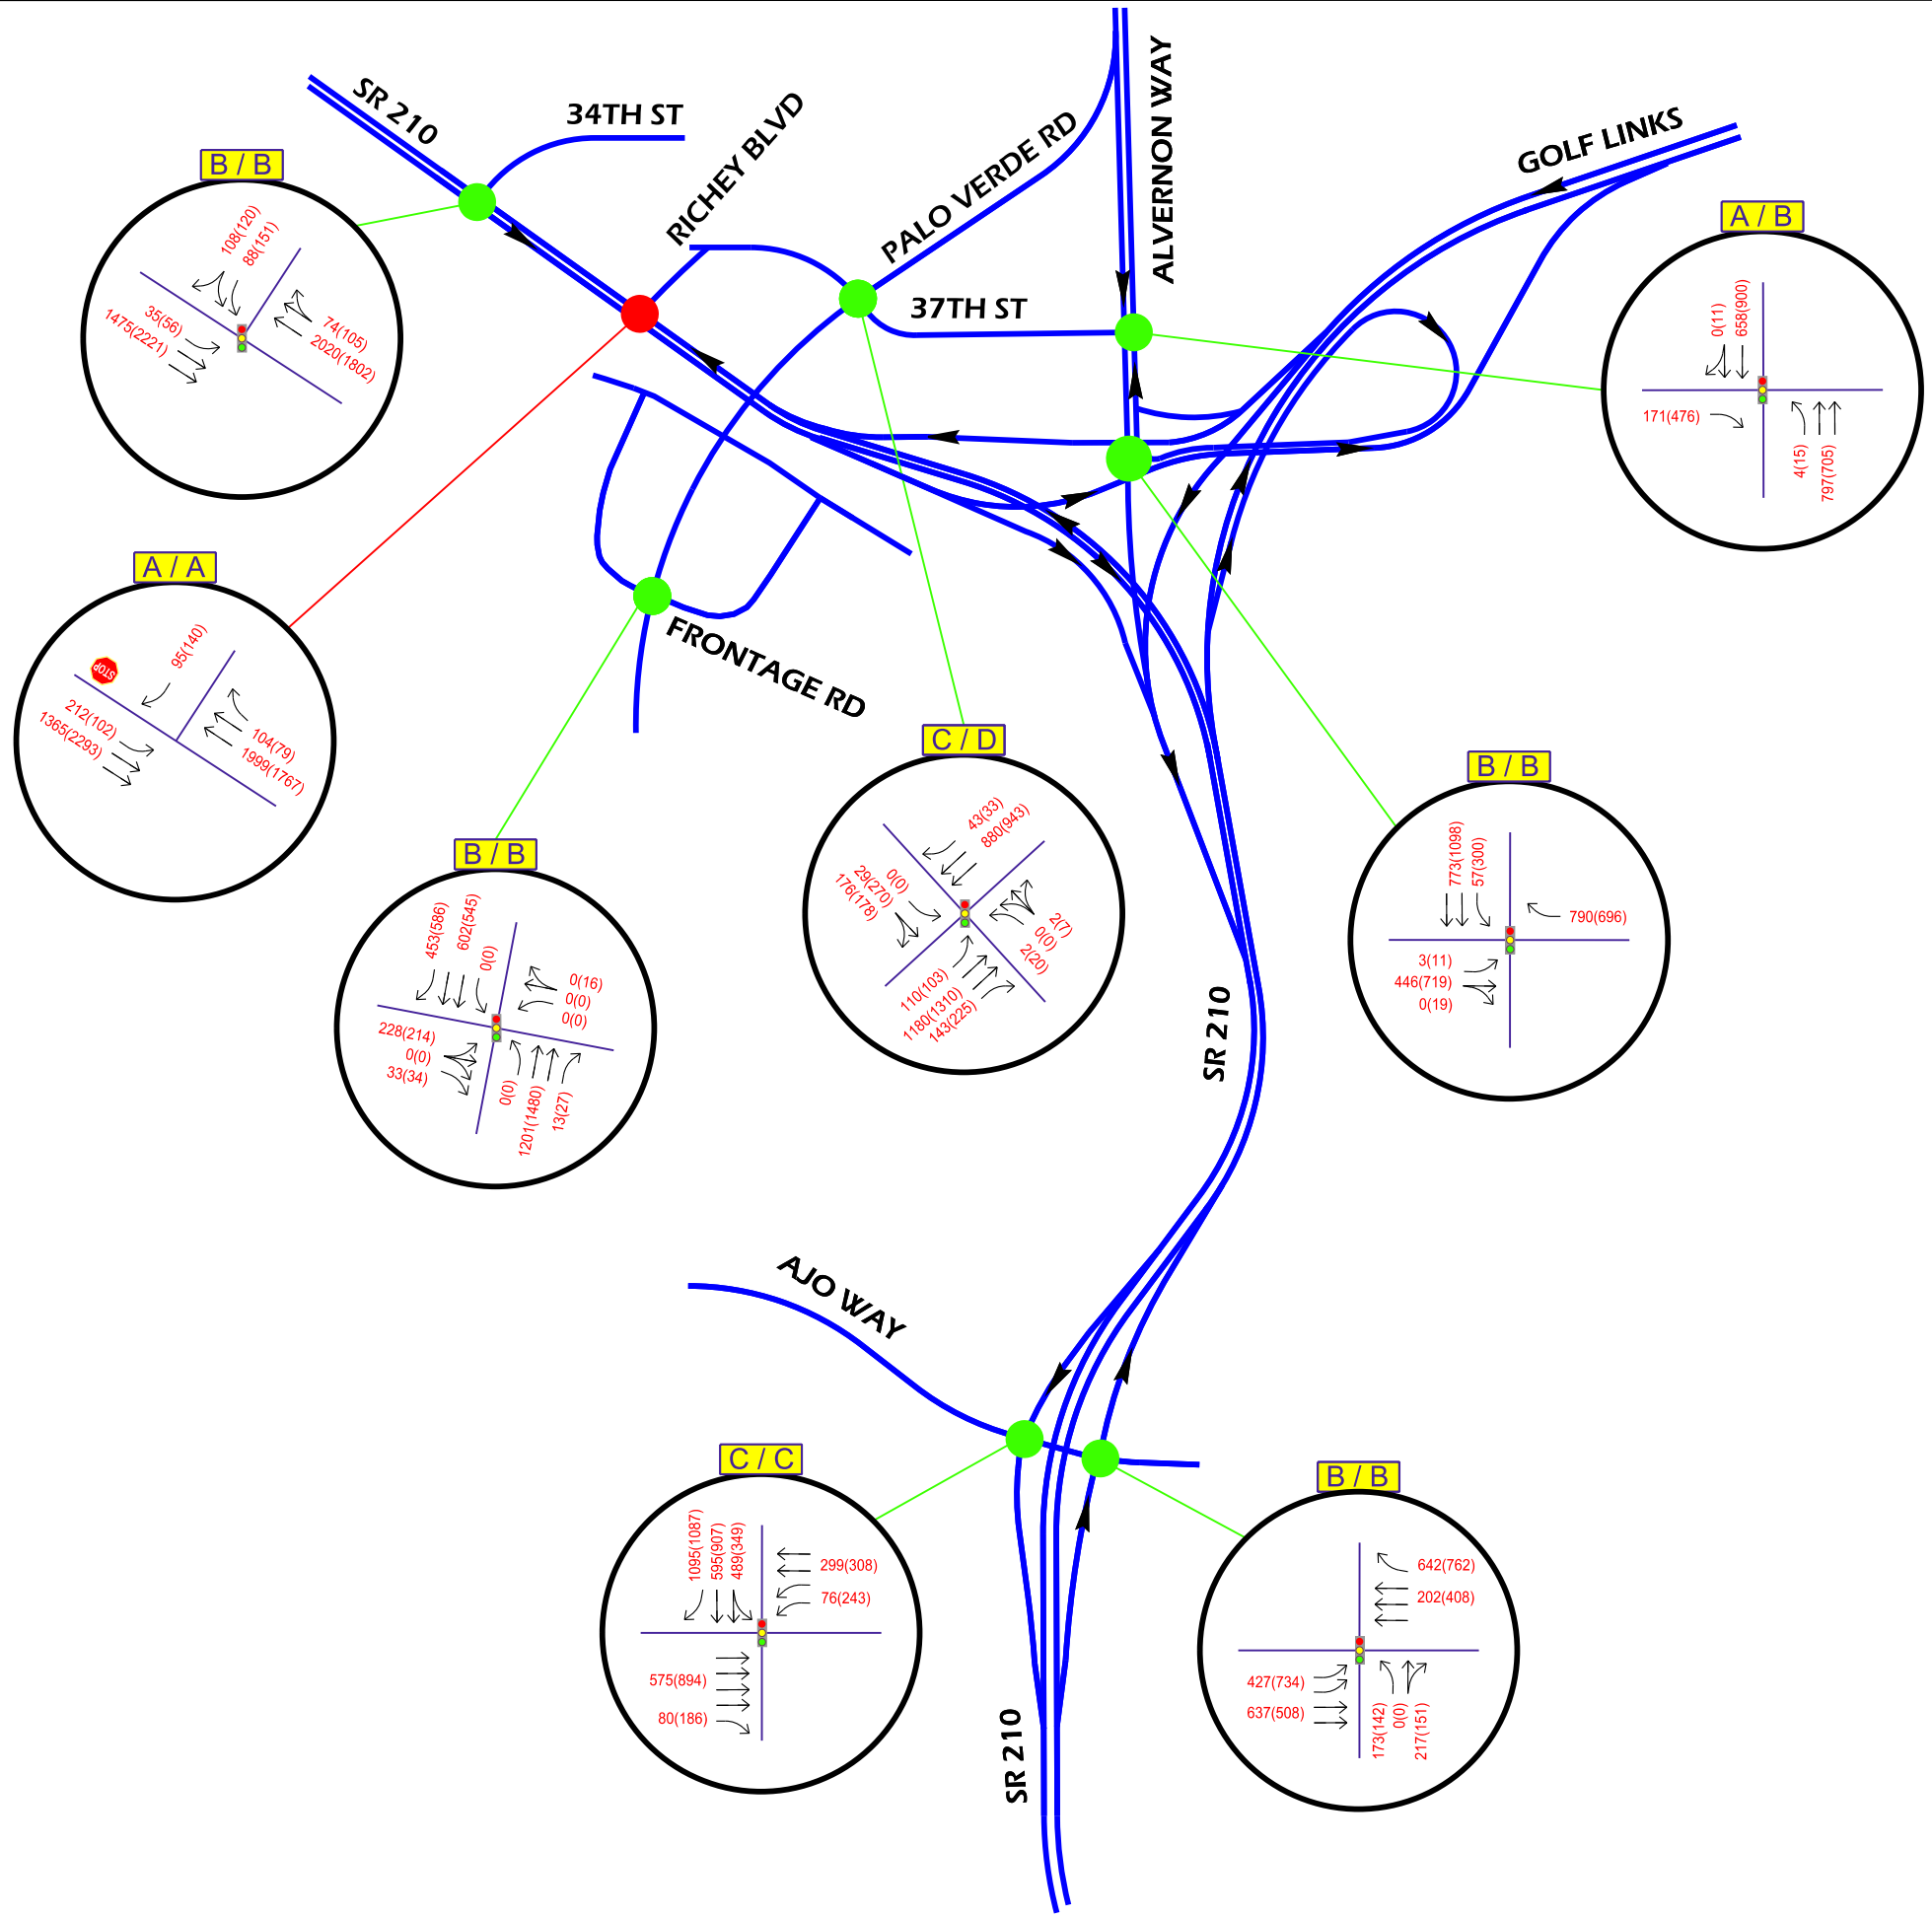 SR 210
34TH ST
RICHEY BLVD
PALO VERDE RD
ALVERNON WAY
GOLF LINKS
37TH ST
B / B
108(120)
88(151)
35(56)
1475(2221)
74(105)
2020(1802)
A / B
0(11)
658(900)
171(476)
4(15)
797(705)
A / A
STOP
95(140)
212(102)
1365(2293)
104(79)
1999(1767)
FRONTAGE RD
B / B
453(586)
602(545)
0(0)
0(16)
0(0)
0(0)
228(214)
0(0)
33(34)
0(0)
1201(1480)
13(27)
C / D
43(33)
880(943)
0(0)
29(270)
176(178)
2(7)
0(0)
2(20)
110(103)
1180(1310)
143(225)
B / B
773(1098)
57(300)
790(696)
3(11)
446(719)
0(19)
SR 210
AJO WAY
C / C
1095(1087)
595(907)
489(349)
299(308)
76(243)
575(894)
80(186)
B / B
642(762)
202(408)
427(734)
637(508)
173(142)
0(0)
217(151)
SR 210